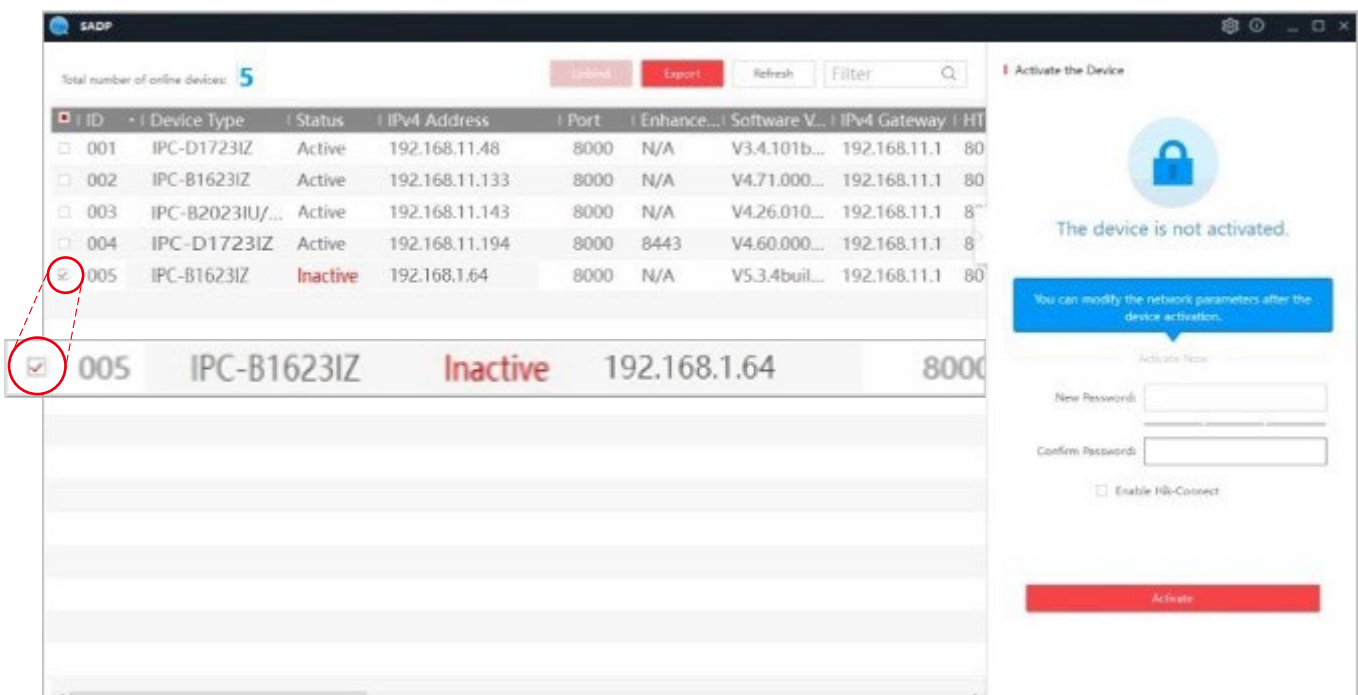 SADP
Total number of online devices: 5
Unbind Export Refresh Filter
ID Device Type Status IPv4 Address Port Enhance... Software V... IPv4 Gateway HT
001 IPC-D1723IZ Active 192.168.11.48 8000 N/A V3.4.101b... 192.168.11.1 80
002 IPC-B1623IZ Active 192.168.11.133 8000 N/A V4.71.000... 192.168.11.1 80
003 IPC-B2023IU/... Active 192.168.11.143 8000 N/A V4.26.010... 192.168.11.1 8
004 IPC-D1723IZ Active 192.168.11.194 8000 8443 V4.60.000... 192.168.11.1 8
005 IPC-B1623IZ Inactive 192.168.1.64 8000 N/A V5.3.4buil... 192.168.11.1 80
005 IPC-B1623IZ Inactive 192.168.1.64 8000
Activate the Device
The device is not activated.
You can modify the network parameters after the
device activation.
Activate Now
New Password:
Confirm Password:
Enable Hik-Connect
Activate